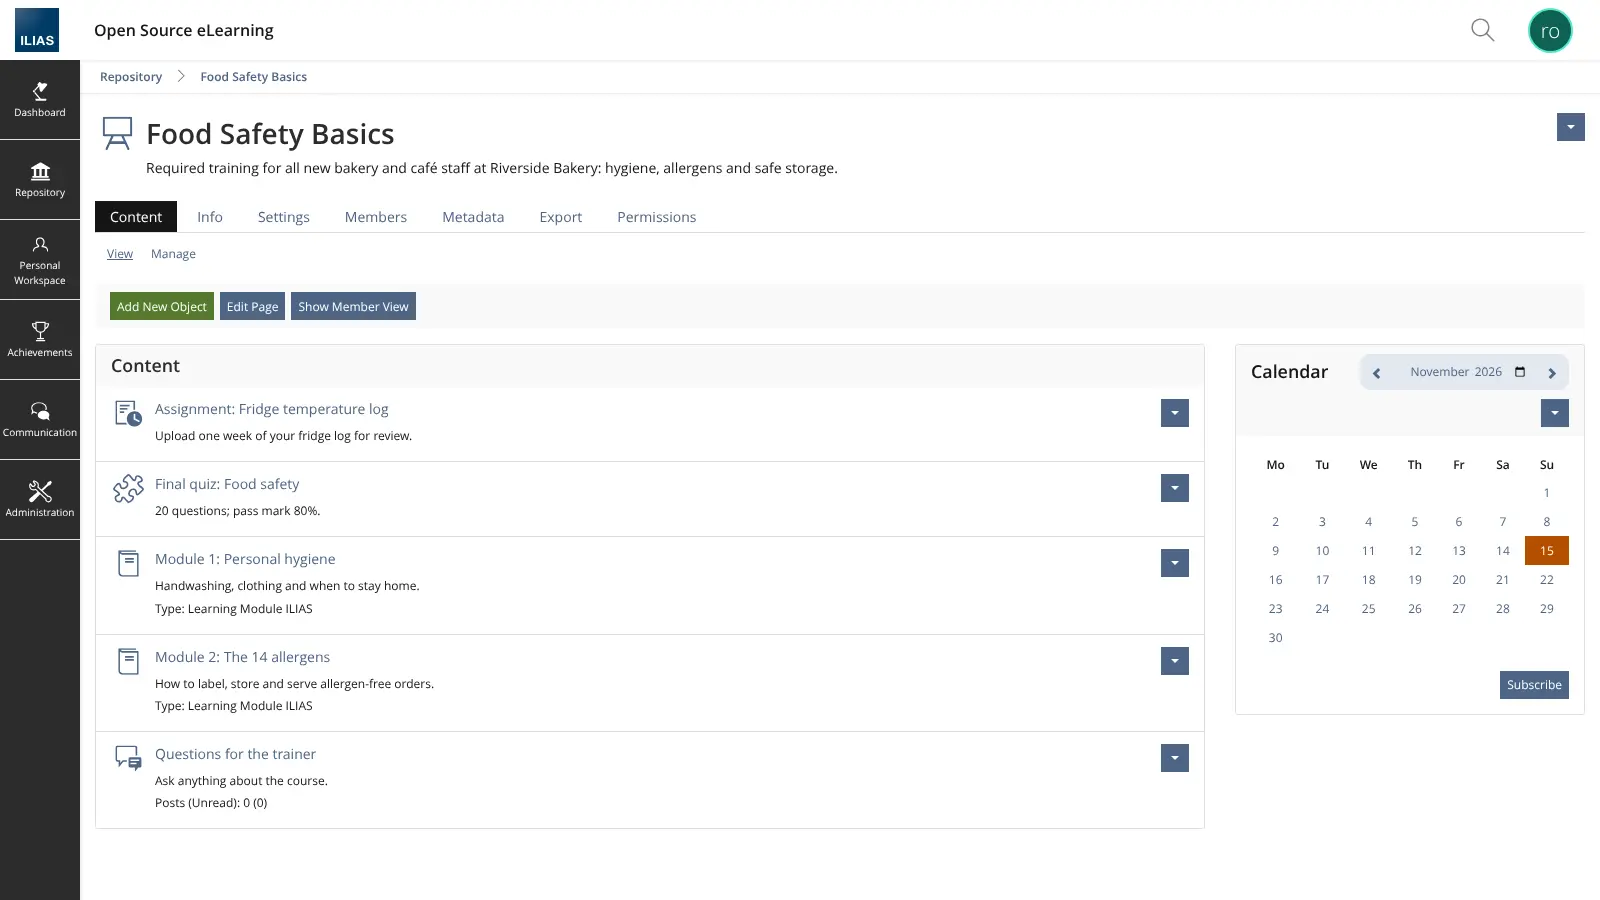 ILIAS
Open Source eLearning
ro
Dashboard
Repository
Personal
Workspace
Achievements
Communication
Administration
Repository
Food Safety Basics
Food Safety Basics
Required training for all new bakery and café staff at Riverside Bakery: hygiene, allergens and safe storage.
Content Info Settings Members Metadata Export Permissions
View Manage
Add New Object Edit Page Show Member View
Content
Assignment: Fridge temperature log
Upload one week of your fridge log for review.
Final quiz: Food safety
20 questions; pass mark 80%.
Module 1: Personal hygiene
Handwashing, clothing and when to stay home.
Type: Learning Module ILIAS
Module 2: The 14 allergens
How to label, store and serve allergen-free orders.
Type: Learning Module ILIAS
Questions for the trainer
Ask anything about the course.
Posts (Unread): 0 (0)
Calendar
November 2026
Mo Tu We Th Fr Sa Su
1
2 3 4 5 6 7 8
9 10 11 12 13 14 15
16 17 18 19 20 21 22
23 24 25 26 27 28 29
30
Subscribe